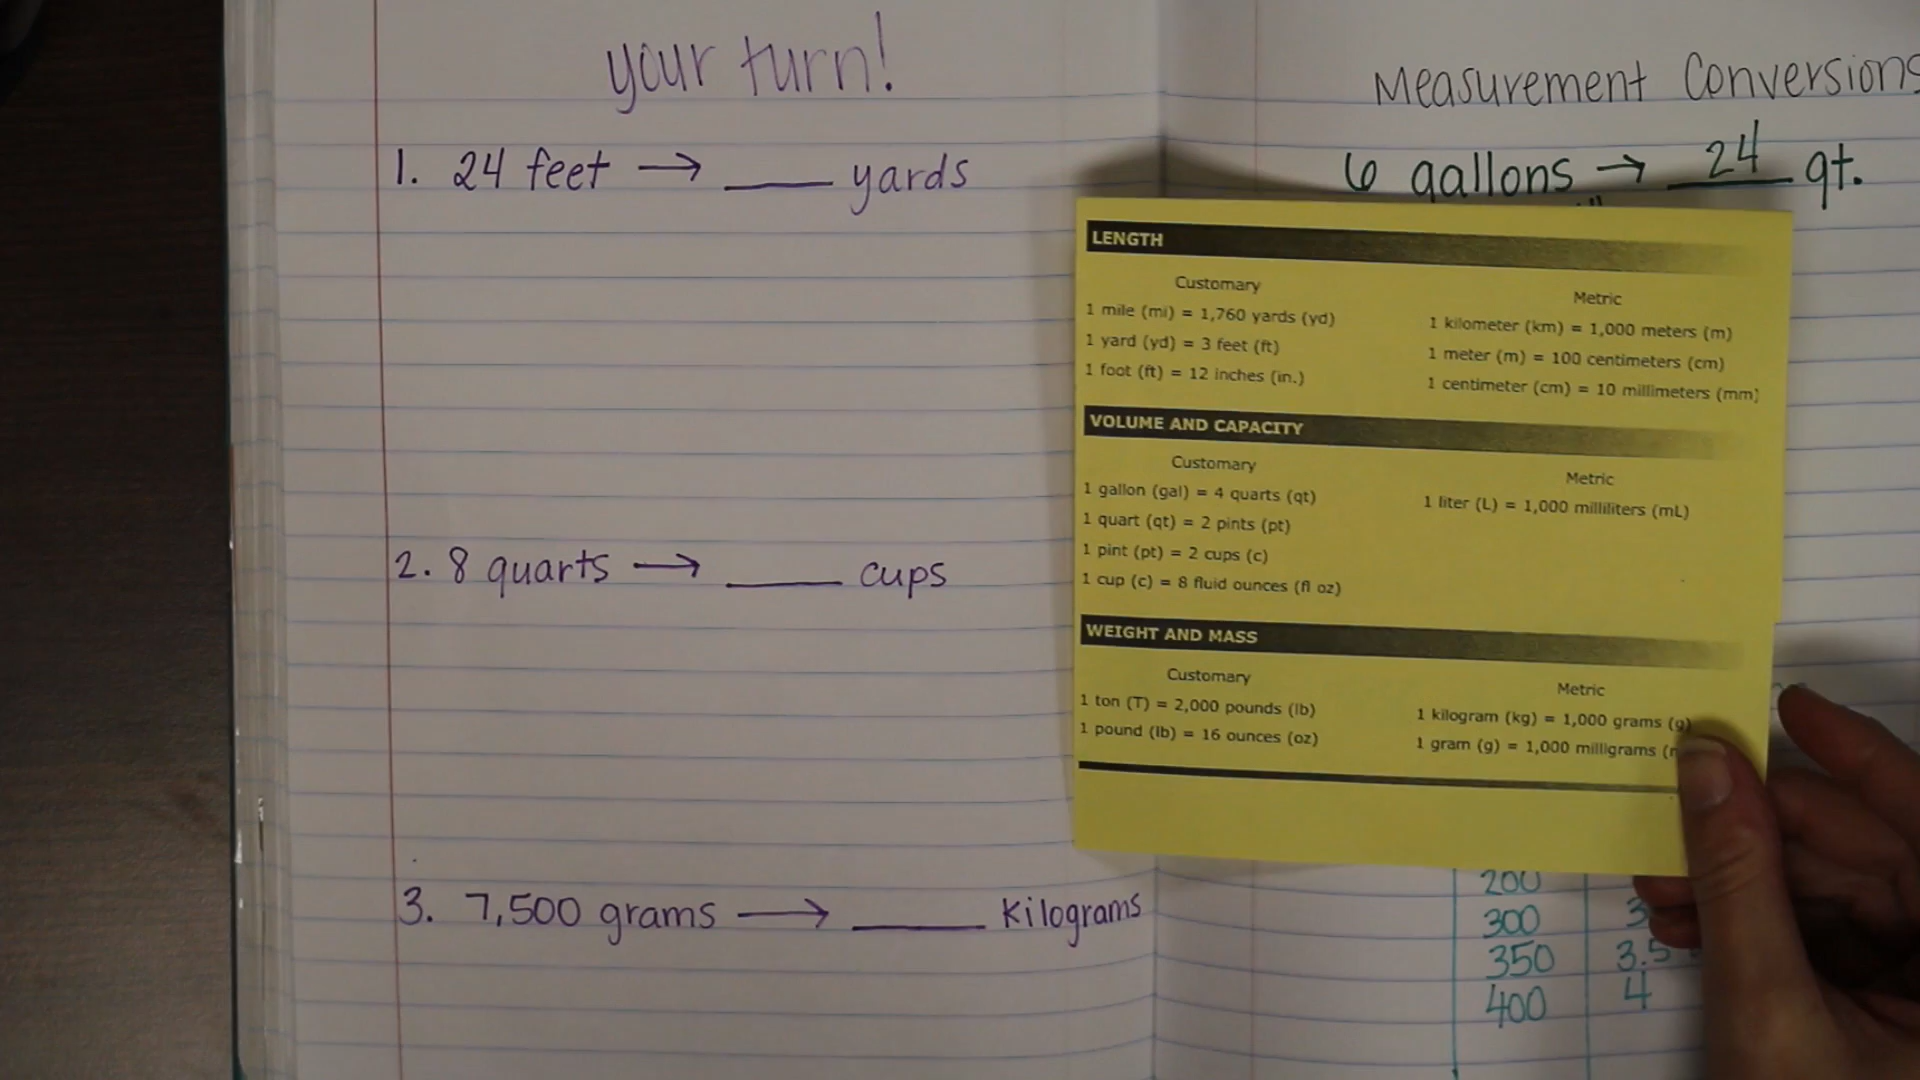 your turn!
1. 24 feet → ___ yards
2. 8 quarts → ___ cups
3. 7,500 grams → ___ Kilograms
Measurement Conversions
6 gallons → 24 qt.
LENGTH
Customary
1 mile (mi) = 1,760 yards (yd)
1 yard (yd) = 3 feet (ft)
1 foot (ft) = 12 inches (in.)
Metric
1 kilometer (km) = 1,000 meters (m)
1 meter (m) = 100 centimeters (cm)
1 centimeter (cm) = 10 millimeters (mm)
VOLUME AND CAPACITY
Customary
1 gallon (gal) = 4 quarts (qt)
1 quart (qt) = 2 pints (pt)
1 pint (pt) = 2 cups (c)
1 cup (c) = 8 fluid ounces (fl oz)
Metric
1 liter (L) = 1,000 milliliters (mL)
WEIGHT AND MASS
Customary
1 ton (T) = 2,000 pounds (lb)
1 pound (lb) = 16 ounces (oz)
Metric
1 kilogram (kg) = 1,000 grams (g)
1 gram (g) = 1,000 milligrams
200
300 3
350 3.5
400 4